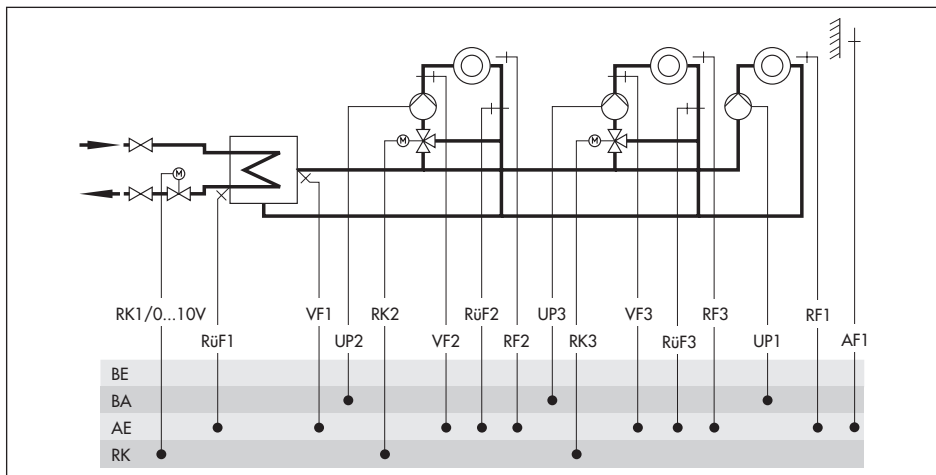 M
M
M
RK1/0...10V
VF1
RK2
RüF2
UP3
VF3
RF3
RF1
RüF1
UP2
VF2
RF2
RK3
RüF3
UP1
AF1
BE
BA
AE
RK